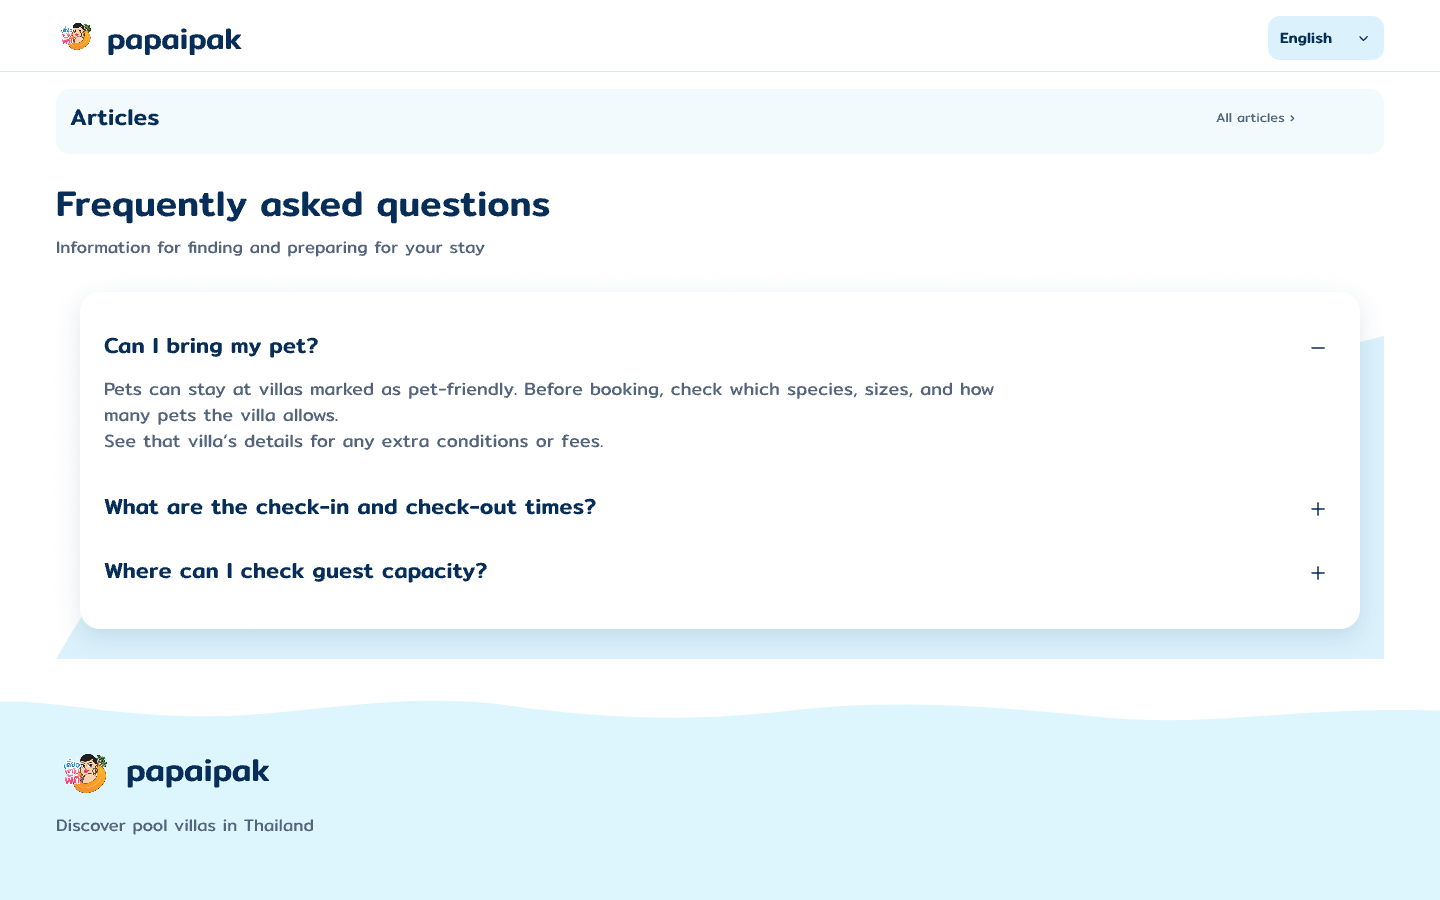 papaipak
English
Articles
All articles ›
Frequently asked questions
Information for finding and preparing for your stay
Can I bring my pet?
Pets can stay at villas marked as pet-friendly. Before booking, check which species, sizes, and how
many pets the villa allows.
See that villa's details for any extra conditions or fees.
What are the check-in and check-out times?
Where can I check guest capacity?
papaipak
Discover pool villas in Thailand